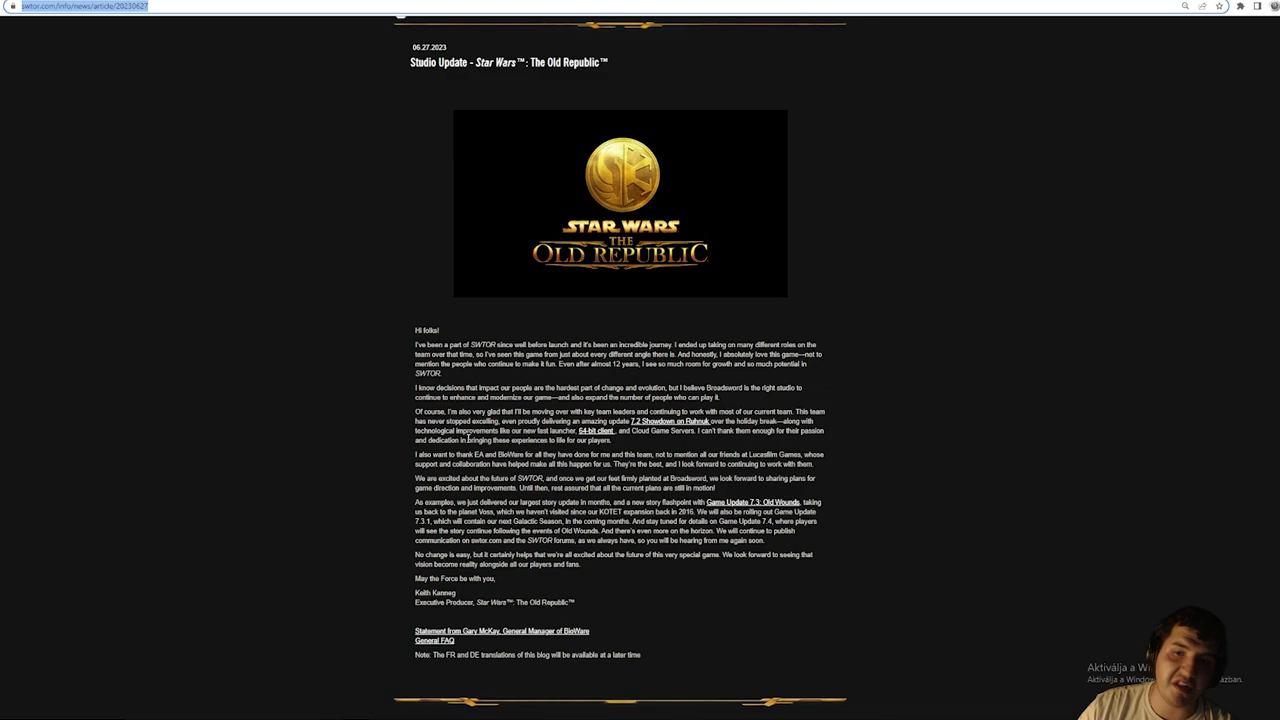 swtor.com/info/news/article/20230627
06.27.2023
Studio Update - Star Wars™: The Old Republic™
STAR WARS
THE
OLD REPUBLIC
Hi folks!
I've been a part of SWTOR since well before launch and it's been an incredible journey. I ended up taking on many different roles on the
team over that time, so I've seen this game from just about every different angle there is. And honestly, I absolutely love this game—not to
mention the people who continue to make it fun. Even after almost 12 years, I see so much room for growth and so much potential in
SWTOR.
I know decisions that impact our people are the hardest part of change and evolution, but I believe Broadsword is the right studio to
continue to enhance and modernize our game—and also expand the number of people who can play it.
Of course, I'm also very glad that I'll be moving over with key team leaders and continuing to work with most of our current team. This team
has never stopped excelling, even proudly delivering an amazing update 7.2 Showdown on Ruhnuk over the holiday break—along with
technological improvements like our new fast launcher, 64-bit client , and Cloud Game Servers. I can't thank them enough for their passion
and dedication in bringing these experiences to life for our players.
I also want to thank EA and BioWare for all they have done for me and this team, not to mention all our friends at Lucasfilm Games, whose
support and collaboration have helped make all this happen for us. They're the best, and I look forward to continuing to work with them.
We are excited about the future of SWTOR, and once we get our feet firmly planted at Broadsword, we look forward to sharing plans for
game direction and improvements. Until then, rest assured that all the current plans are still in motion!
As examples, we just delivered our largest story update in months, and a new story flashpoint with Game Update 7.3: Old Wounds, taking
us back to the planet Voss, which we haven't visited since our KOTET expansion back in 2016. We will also be rolling out Game Update
7.3.1, which will contain our next Galactic Season, in the coming months. And stay tuned for details on Game Update 7.4, where players
will see the story continue following the events of Old Wounds. And there's even more on the horizon. We will continue to publish
communication on swtor.com and the SWTOR forums, as we always have, so you will be hearing from me again soon.
No change is easy, but it certainly helps that we're all excited about the future of this very special game. We look forward to seeing that
vision become reality alongside all our players and fans.
May the Force be with you,
Keith Kanneg
Executive Producer, Star Wars™: The Old Republic™
Statement from Gary McKay, General Manager of BioWare
General FAQ
Note: The FR and DE translations of this blog will be available at a later time
Aktiválja a Wi
Aktiválja a Window
ázban.